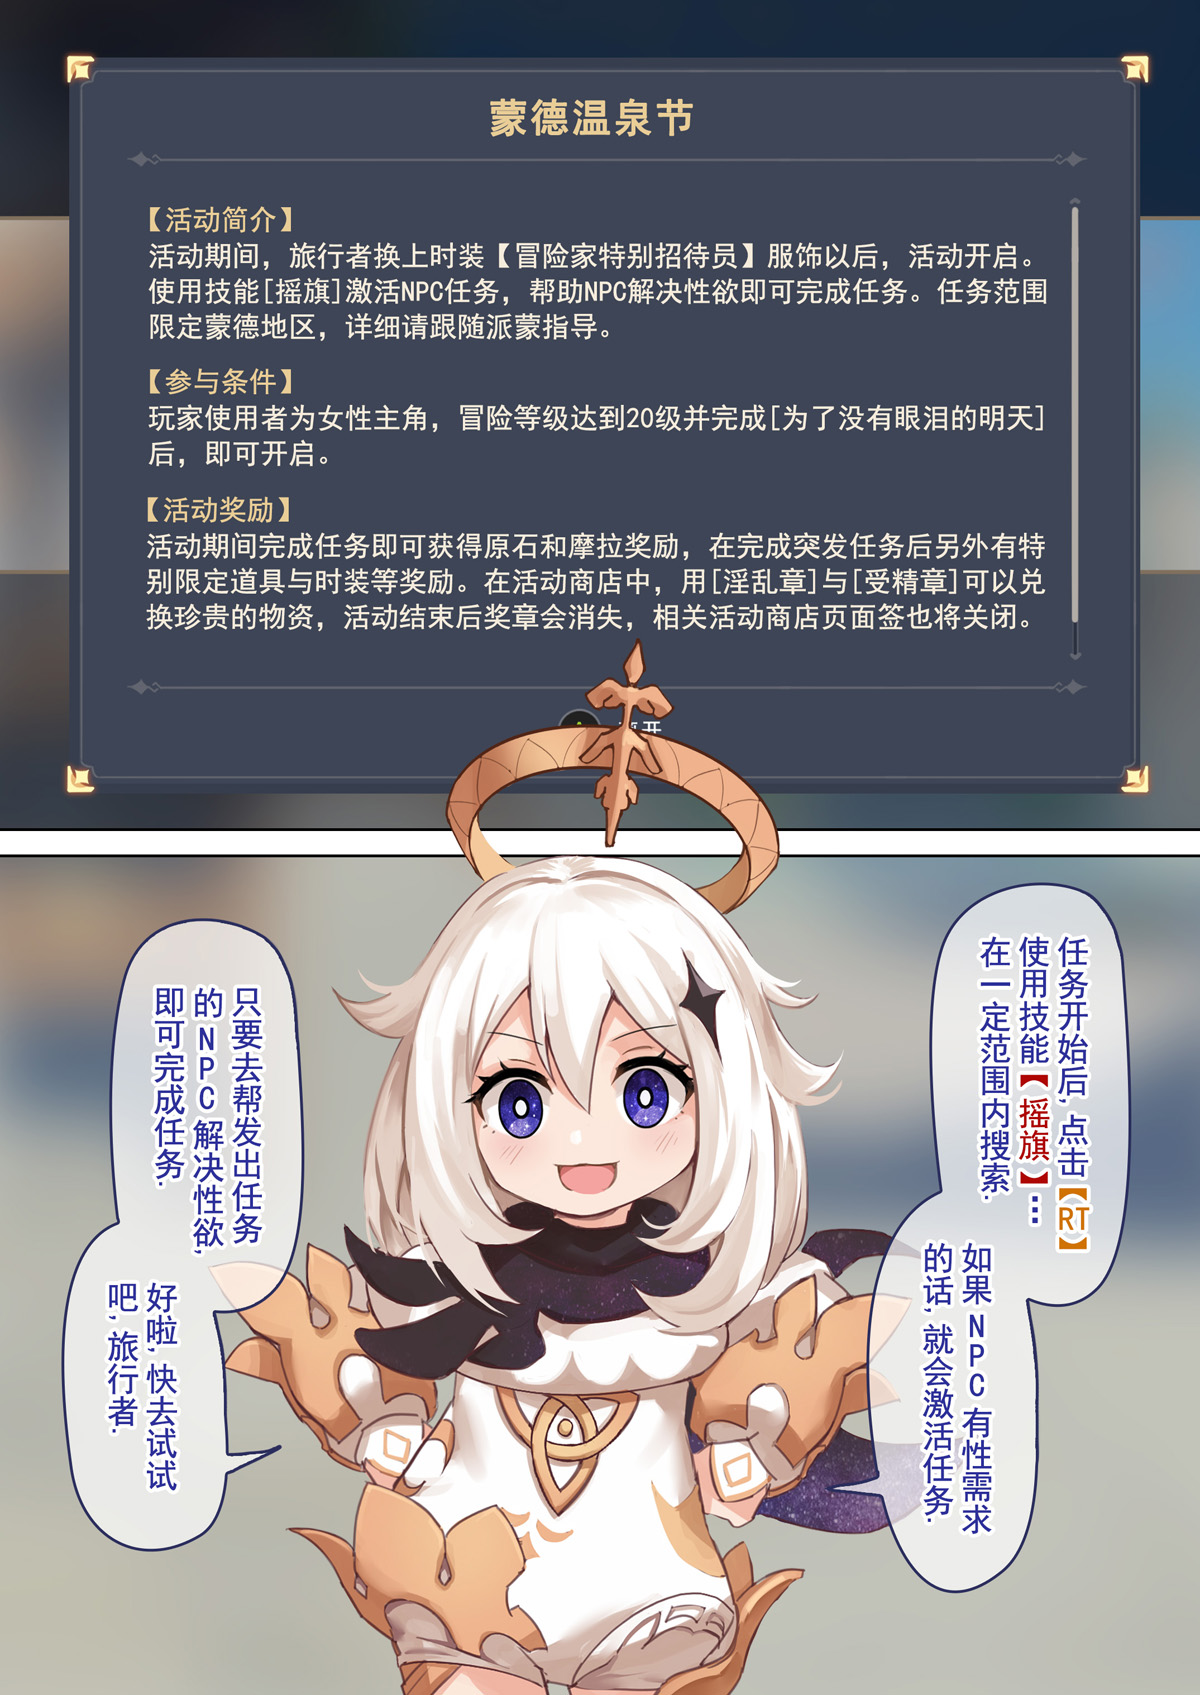 蒙德温泉节
【活动简介】
活动期间，旅行者换上时装【冒险家特别招待员】服饰以后，活动开启。
使用技能[摇旗]激活NPC任务，帮助NPC解决性欲即可完成任务。任务范围
限定蒙德地区，详细请跟随派蒙指导。
【参与条件】
玩家使用者为女性主角，冒险等级达到20级并完成[为了没有眼泪的明天]
后，即可开启。
【活动奖励】
活动期间完成任务即可获得原石和摩拉奖励，在完成突发任务后另外有特
别限定道具与时装等奖励。在活动商店中，用[淫乱章]与[受精章]可以兑
换珍贵的物资，活动结束后奖章会消失，相关活动商店页面签也将关闭。
任务开始后，点击【RT】
使用技能【摇旗】…
在一定范围内搜索.
如果NPC有性需求
的话，就会激活任务.
只要去帮发出任务
的NPC解决性欲，
即可完成任务.
好啦，快去试试
吧，旅行者.